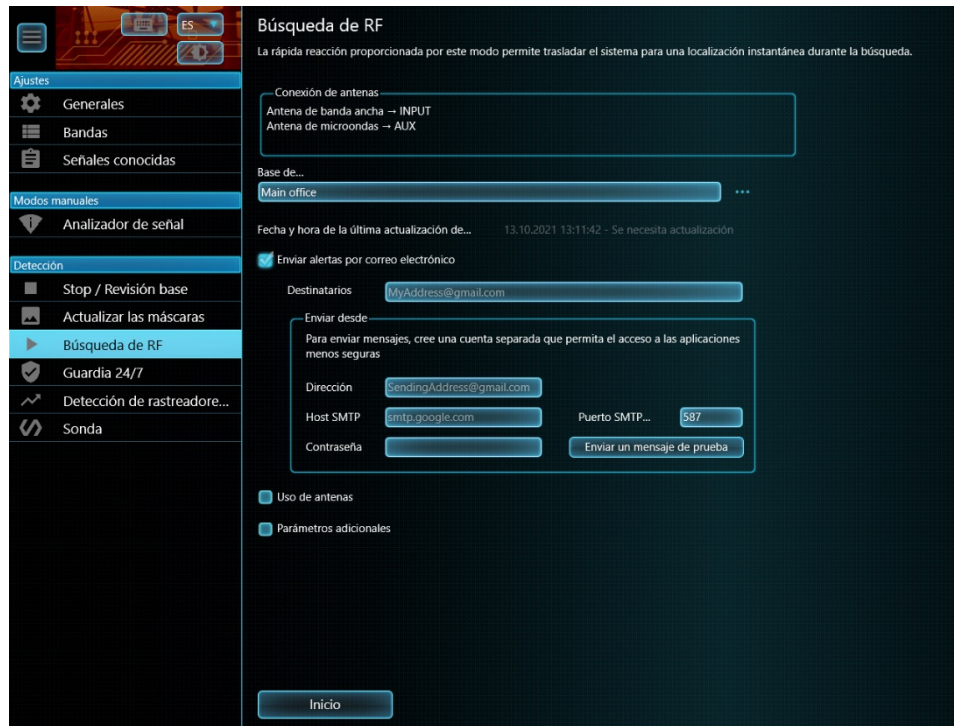 ES
Ajustes
Generales
Bandas
Señales conocidas
Modos manuales
Analizador de señal
Detección
Stop / Revisión base
Actualizar las máscaras
Búsqueda de RF
Guardia 24/7
Detección de rastreadore...
Sonda
Búsqueda de RF
La rápida reacción proporcionada por este modo permite trasladar el sistema para una localización instantánea durante la búsqueda.
Conexión de antenas
Antena de banda ancha → INPUT
Antena de microondas → AUX
Base de...
Main office
...
Fecha y hora de la última actualización de... 13.10.2021 13:11:42 - Se necesita actualización
Enviar alertas por correo electrónico
Destinatarios MyAddress@gmail.com
Enviar desde
Para enviar mensajes, cree una cuenta separada que permita el acceso a las aplicaciones
menos seguras
Dirección SendingAddress@gmail.com
Host SMTP smtp.google.com Puerto SMTP... 587
Contraseña Enviar un mensaje de prueba
Uso de antenas
Parámetros adicionales
Inicio